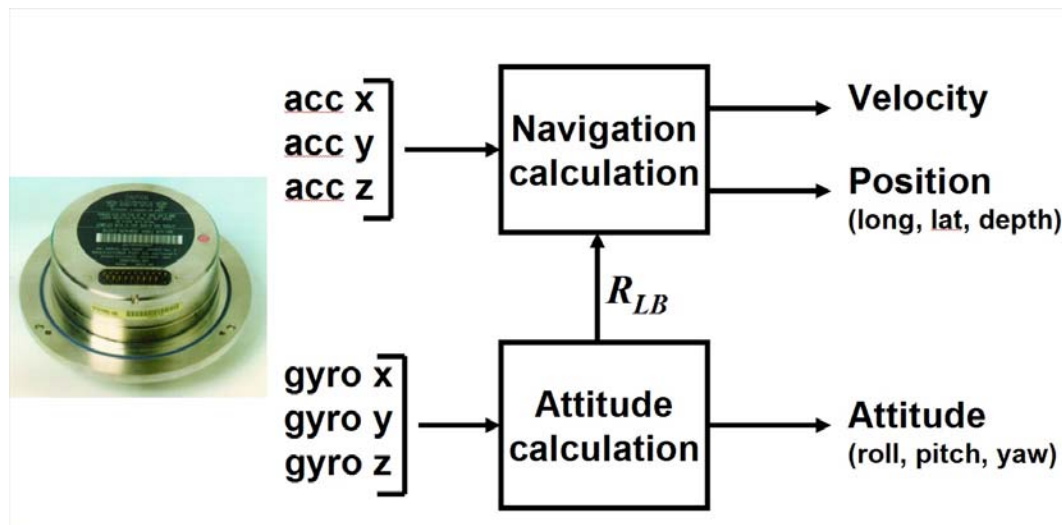 acc x
acc y
acc z
Navigation
calculation
Velocity
Position
(long, lat, depth)
R_LB
gyro x
gyro y
gyro z
Attitude
calculation
Attitude
(roll, pitch, yaw)